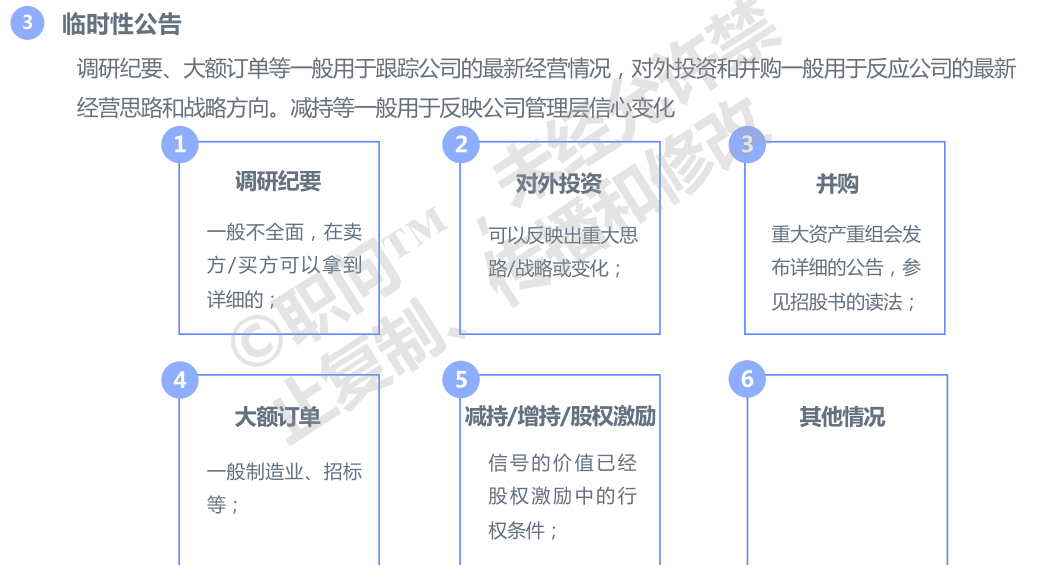 3 临时性公告
调研纪要、大额订单等一般用于跟踪公司的最新经营情况，对外投资和并购一般用于反应公司的最新
经营思路和战略方向。减持等一般用于反映公司管理层信心变化
1
调研纪要
一般不全面，在卖
方/买方可以拿到
详细的；
2
对外投资
可以反映出重大思
路/战略或变化；
3
并购
重大资产重组会发
布详细的公告，参
见招股书的读法；
4
大额订单
一般制造业、招标
等；
5
减持/增持/股权激励
信号的价值已经
股权激励中的行
权条件；
6
其他情况
©职问™，未经允许禁
止复制、传播和修改